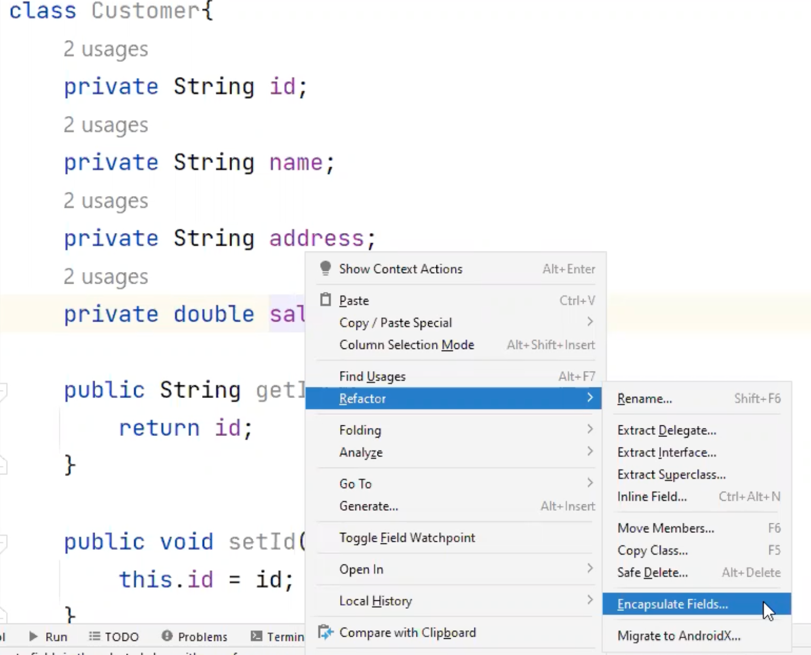 class Customer{
2 usages
private String id;
2 usages
private String name;
2 usages
private String address;
2 usages
private double sal
public String getI
return id;
}
public void setId(
this.id = id;
}
Show Context Actions Alt+Enter
Paste Ctrl+V
Copy / Paste Special
Column Selection Mode Alt+Shift+Insert
Find Usages Alt+F7
Refactor
Folding
Analyze
Go To
Generate... Alt+Insert
Toggle Field Watchpoint
Open In
Local History
Compare with Clipboard
Rename... Shift+F6
Extract Delegate...
Extract Interface...
Extract Superclass...
Inline Field... Ctrl+Alt+N
Move Members... F6
Copy Class... F5
Safe Delete... Alt+Delete
Encapsulate Fields...
Migrate to AndroidX...
Run TODO Problems Termin